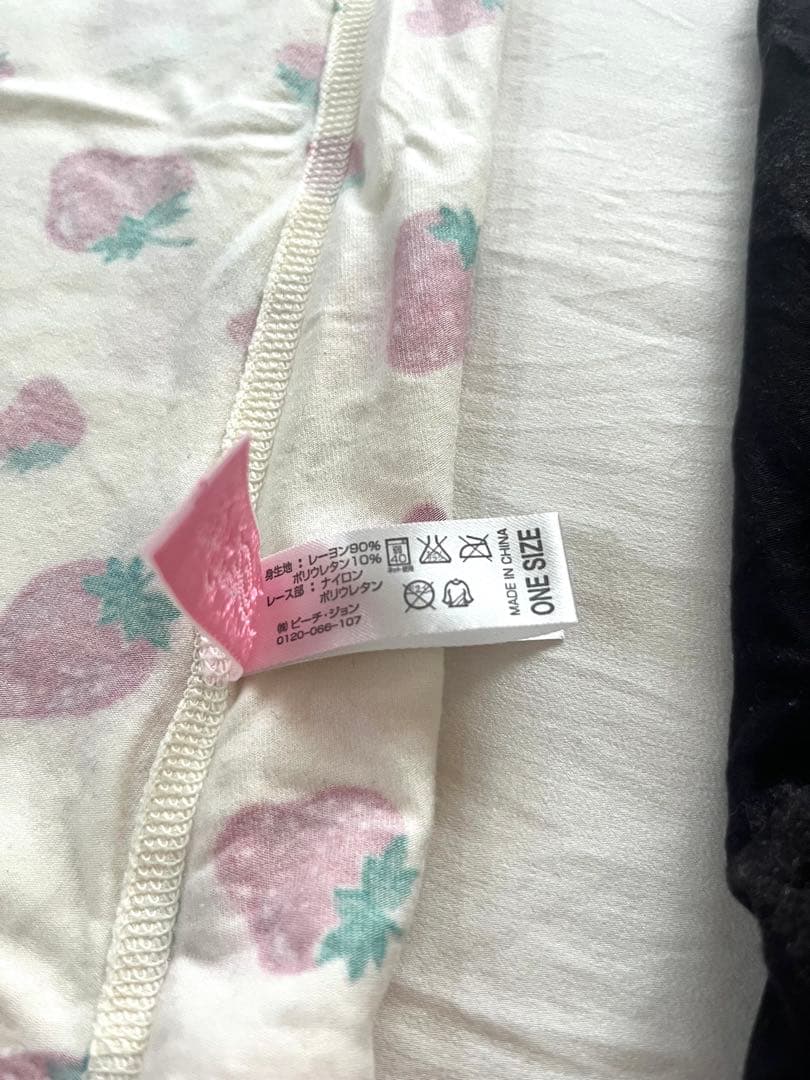 身生地：レーヨン90%
ポリウレタン10%
レース部：ナイロン
ポリウレタン
㈱ピーチ・ジョン
0120-066-107
MADE IN CHINA
ONE SIZE